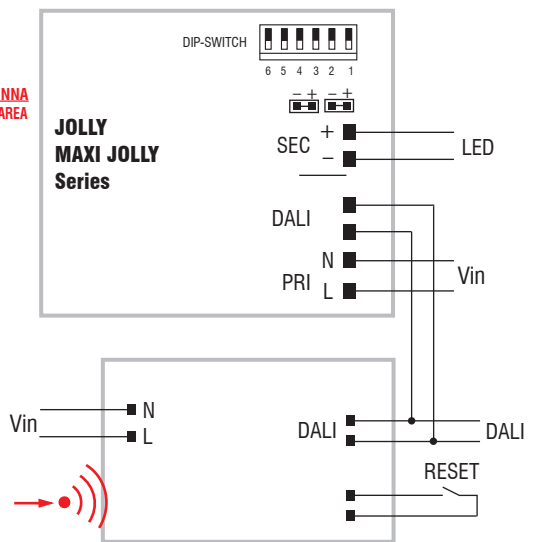 DIP-SWITCH
6 5 4 3 2 1
NNA
AREA
– + – +
JOLLY
MAXI JOLLY
Series
SEC + –
LED
DALI
N
PRI L
Vin
Vin
N
L
DALI
DALI
RESET